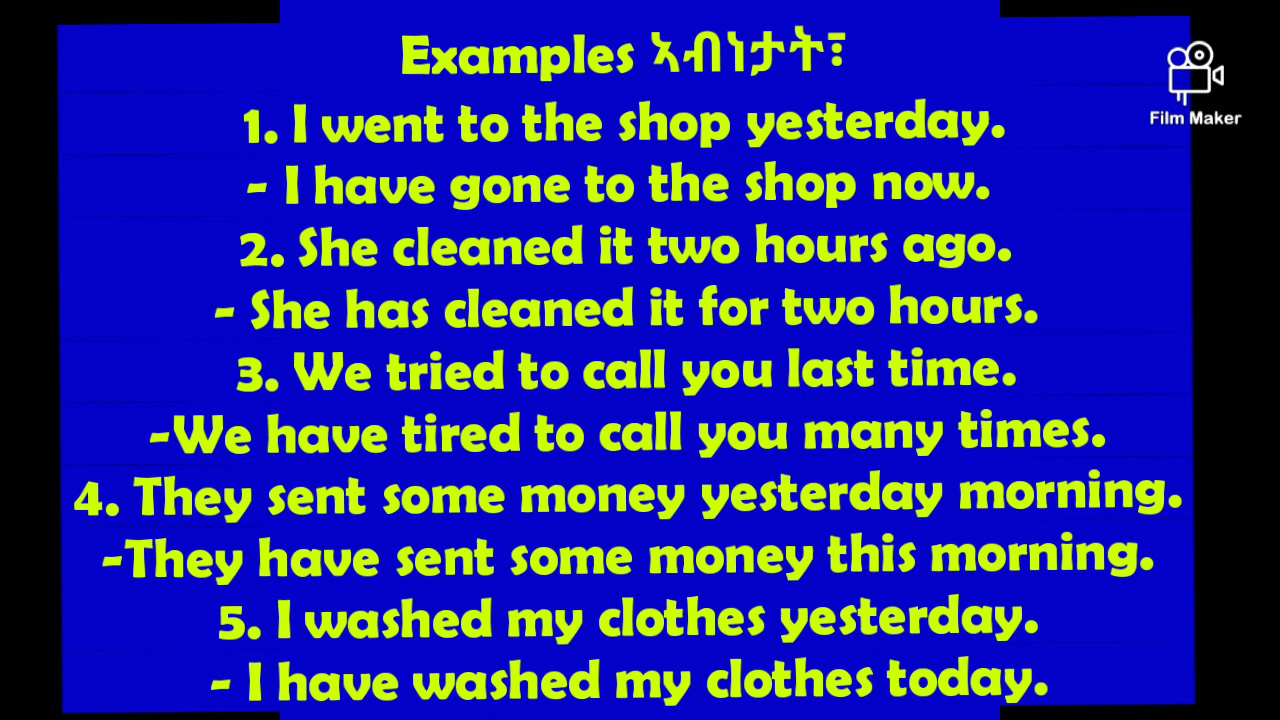 Examples ኣብነታት፣
1. I went to the shop yesterday.
- I have gone to the shop now.
2. She cleaned it two hours ago.
- She has cleaned it for two hours.
3. We tried to call you last time.
-We have tired to call you many times.
4. They sent some money yesterday morning.
-They have sent some money this morning.
5. I washed my clothes yesterday.
- I have washed my clothes today.
Film Maker